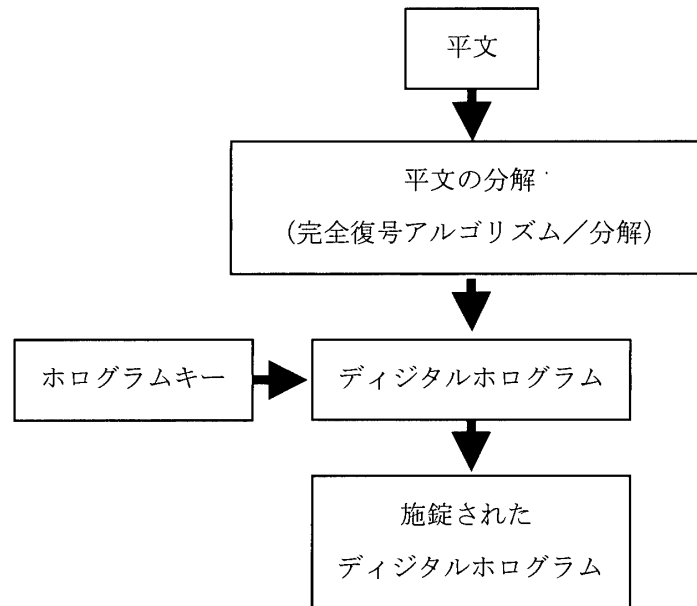 平文
平文の分解
(完全復号アルゴリズム/分解)
ホログラムキー
ディジタルホログラム
施錠された
ディジタルホログラム